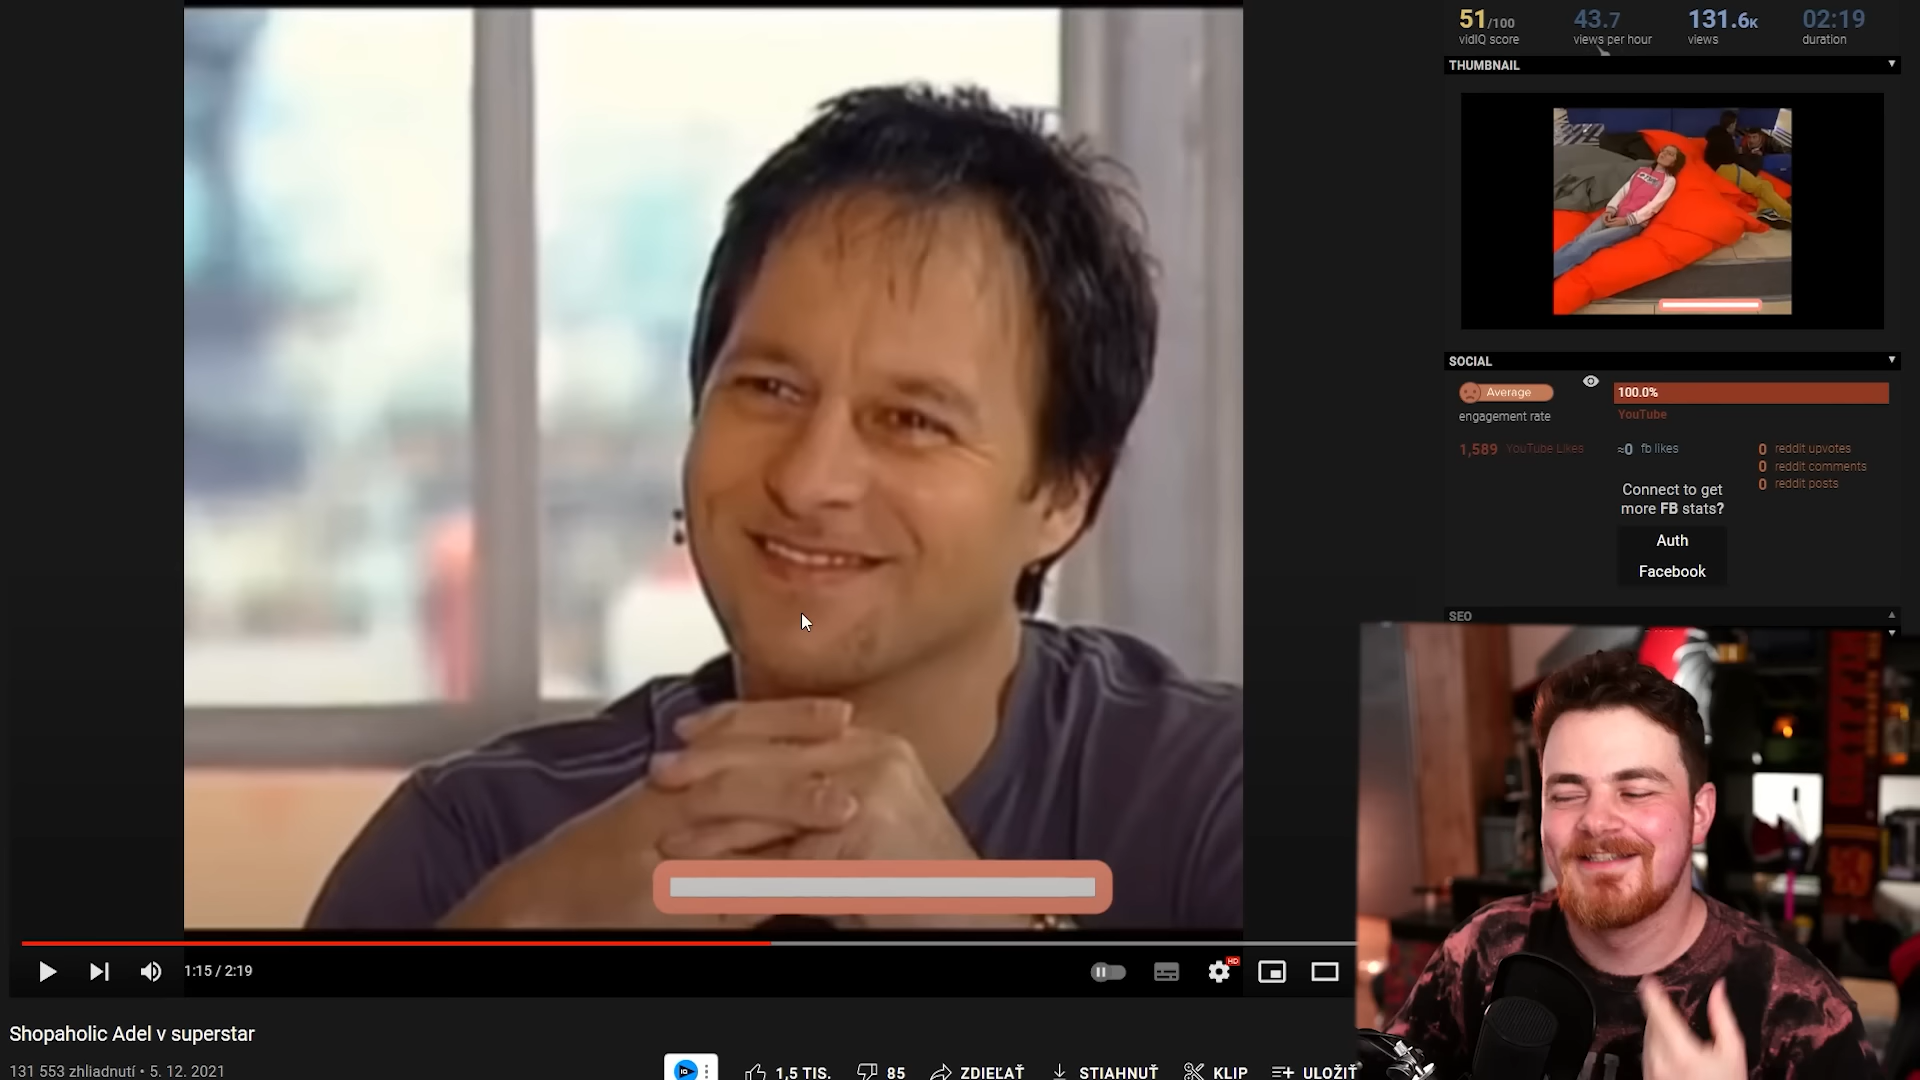 51/100
vidIQ score
43.7
views per hour
131.6K
views
02:19
duration
THUMBNAIL
SOCIAL
Average
engagement rate
100.0%
YouTube
1,589 YouTube Likes
≈0 fb likes
0 reddit upvotes
0 reddit comments
0 reddit posts
Connect to get
more FB stats?
Auth
Facebook
SEO
HD
1:15 / 2:19
Shopaholic Adel v superstar
131 553 zhliadnutí • 5. 12. 2021
1,5 TIS.
85
ZDIEĽAŤ
STIAHNUŤ
KLIP
ULOŽIŤ